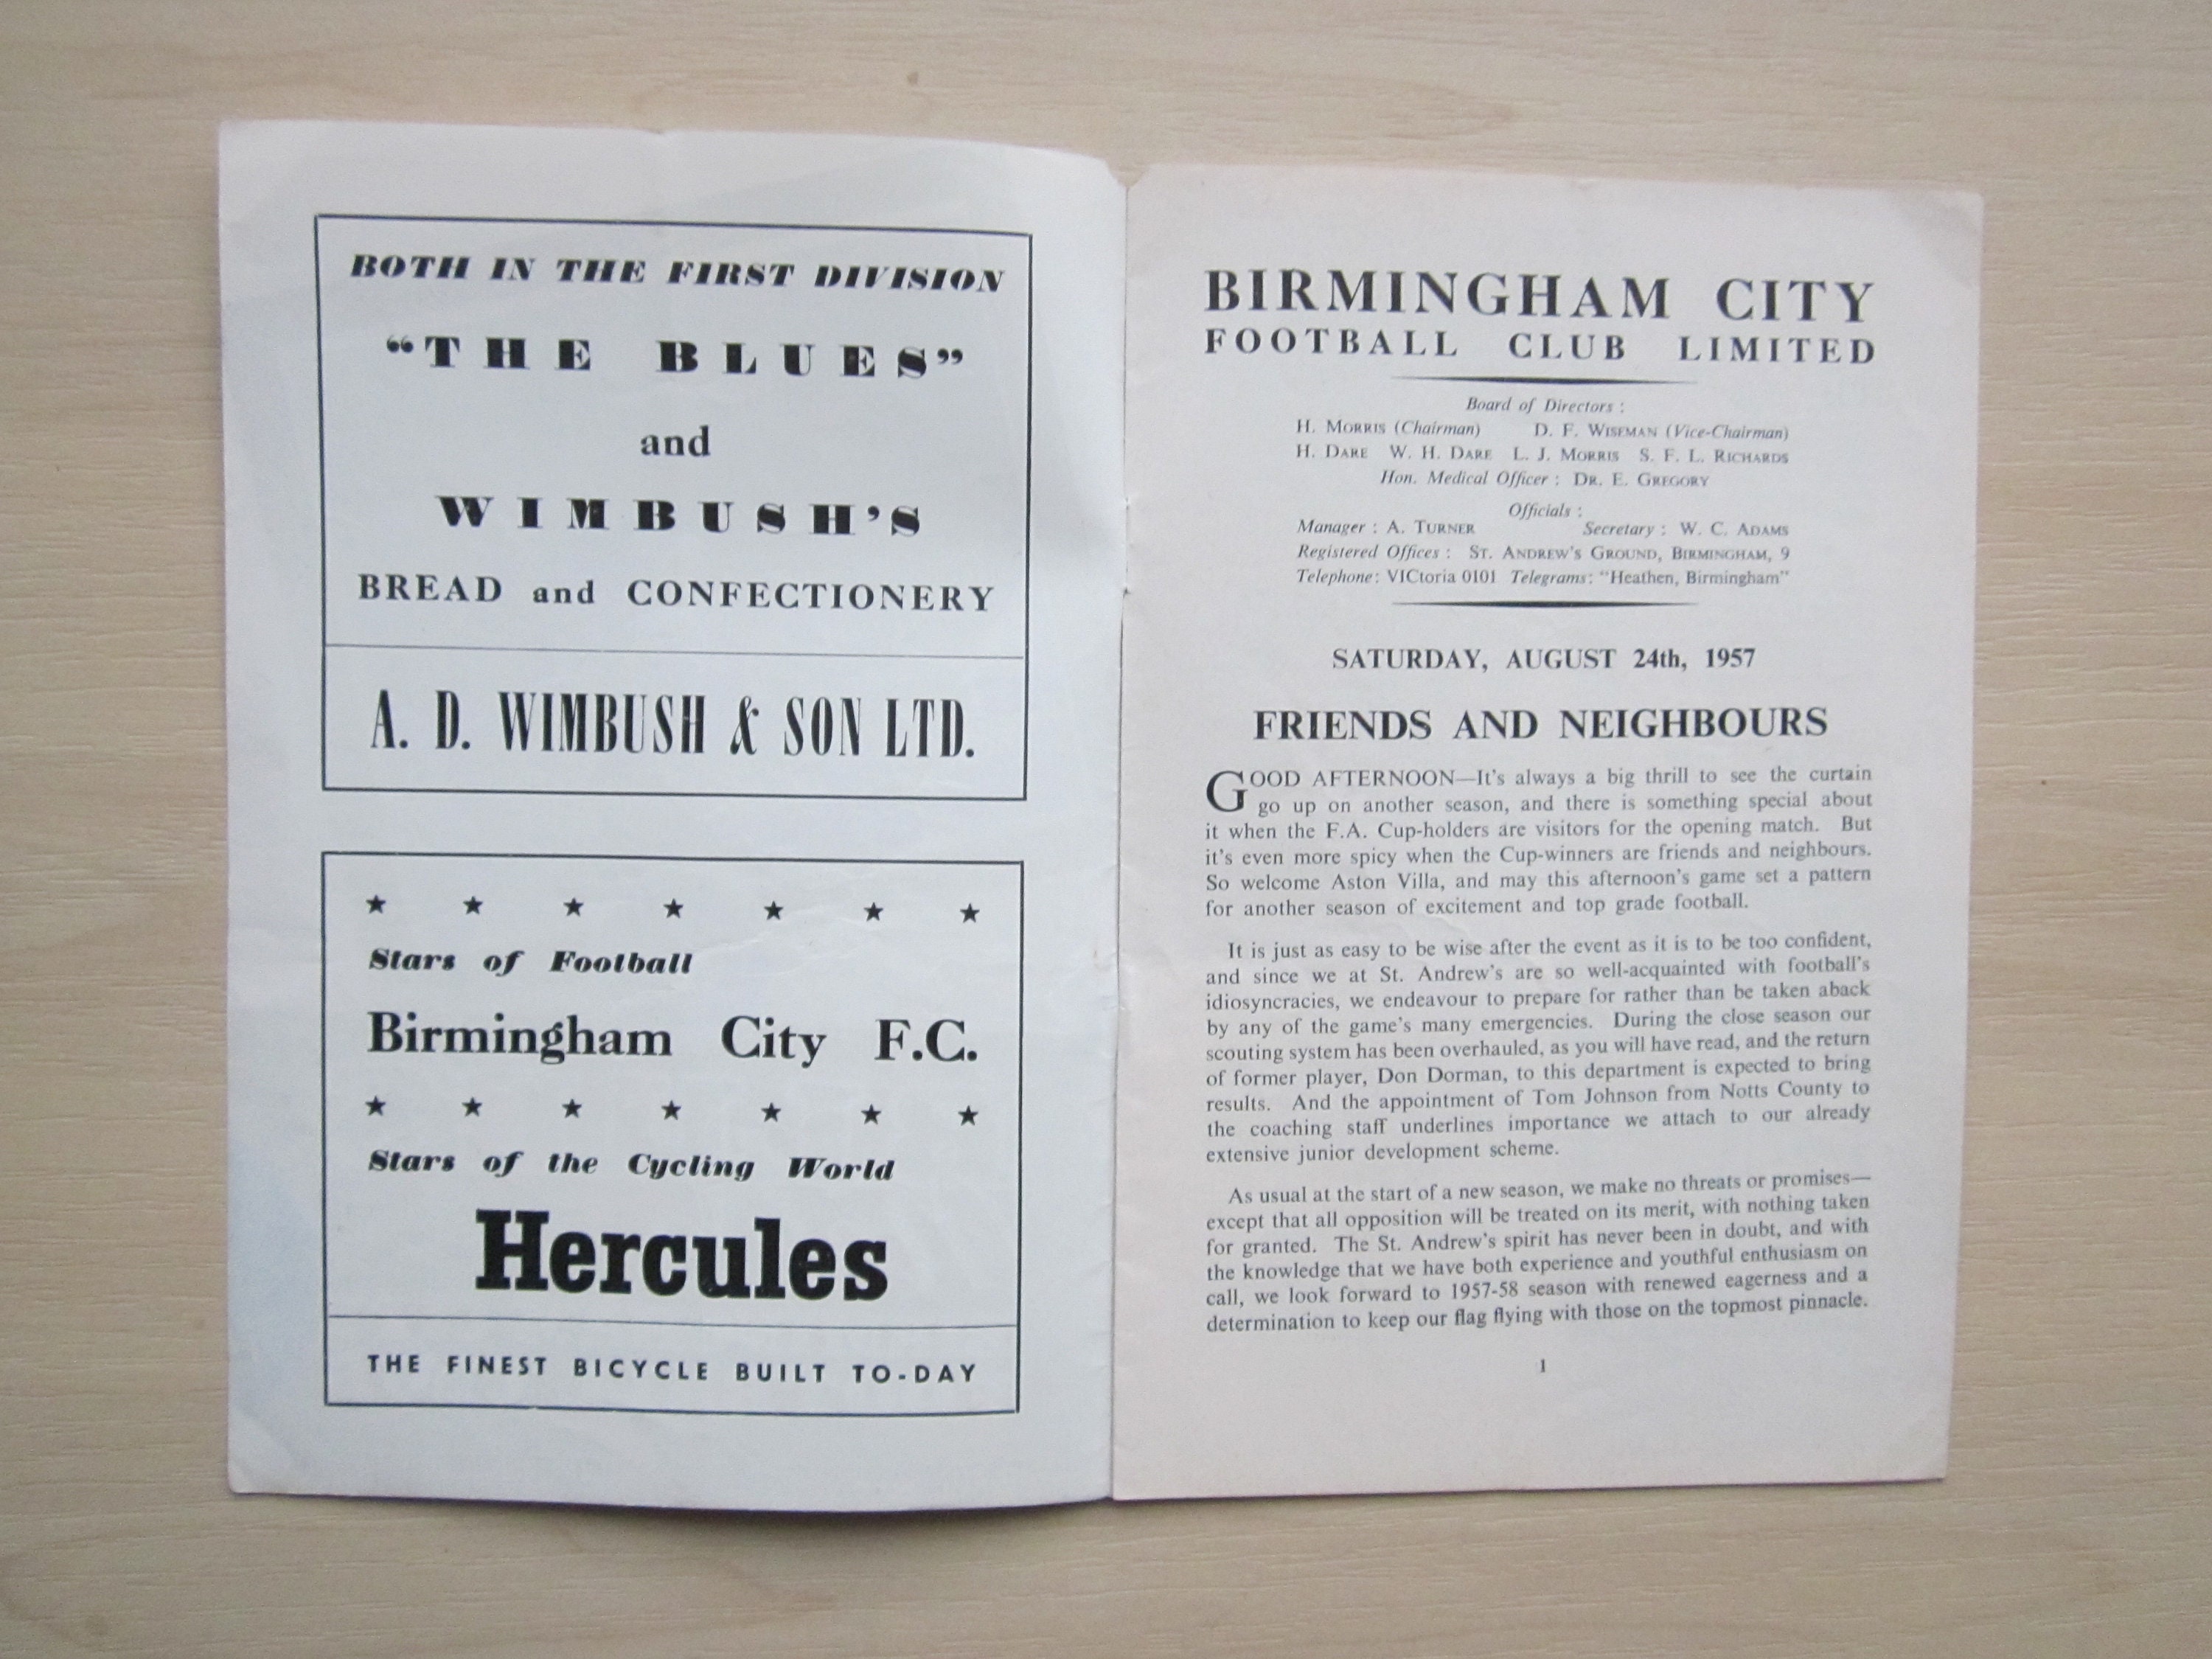 BOTH IN THE FIRST DIVISION
“THE BLUES”
and
WIMBUSH’S
BREAD and CONFECTIONERY
A. D. WIMBUSH & SON LTD.
★ ★ ★ ★ ★ ★ ★
Stars of Football
Birmingham City F.C.
★ ★ ★ ★ ★ ★ ★
Stars of the Cycling World
Hercules
THE FINEST BICYCLE BUILT TO-DAY
BIRMINGHAM CITY
FOOTBALL CLUB LIMITED
Board of Directors :
H. MORRIS (Chairman) D. F. WISEMAN (Vice-Chairman)
H. DARE W. H. DARE L. J. MORRIS S. F. L. RICHARDS
Hon. Medical Officer : DR. E. GREGORY
Officials :
Manager : A. TURNER Secretary : W. C. ADAMS
Registered Offices : ST. ANDREW’S GROUND, BIRMINGHAM, 9
Telephone: VICtoria 0101 Telegrams: “Heathen, Birmingham”
SATURDAY, AUGUST 24th, 1957
FRIENDS AND NEIGHBOURS
GOOD AFTERNOON—It’s always a big thrill to see the curtain
go up on another season, and there is something special about
it when the F.A. Cup-holders are visitors for the opening match. But
it’s even more spicy when the Cup-winners are friends and neighbours.
So welcome Aston Villa, and may this afternoon’s game set a pattern
for another season of excitement and top grade football.
It is just as easy to be wise after the event as it is to be too confident,
and since we at St. Andrew’s are so well-acquainted with football’s
idiosyncracies, we endeavour to prepare for rather than be taken aback
by any of the game’s many emergencies. During the close season our
scouting system has been overhauled, as you will have read, and the return
of former player, Don Dorman, to this department is expected to bring
results. And the appointment of Tom Johnson from Notts County to
the coaching staff underlines importance we attach to our already
extensive junior development scheme.
As usual at the start of a new season, we make no threats or promises—
except that all opposition will be treated on its merit, with nothing taken
for granted. The St. Andrew’s spirit has never been in doubt, and with
the knowledge that we have both experience and youthful enthusiasm on
call, we look forward to 1957-58 season with renewed eagerness and a
determination to keep our flag flying with those on the topmost pinnacle.
1